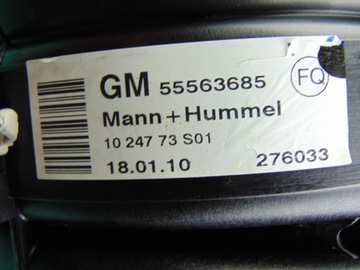 GM 55563685 FQ
Mann+Hummel
10 247 73 S01
18.01.10 276033